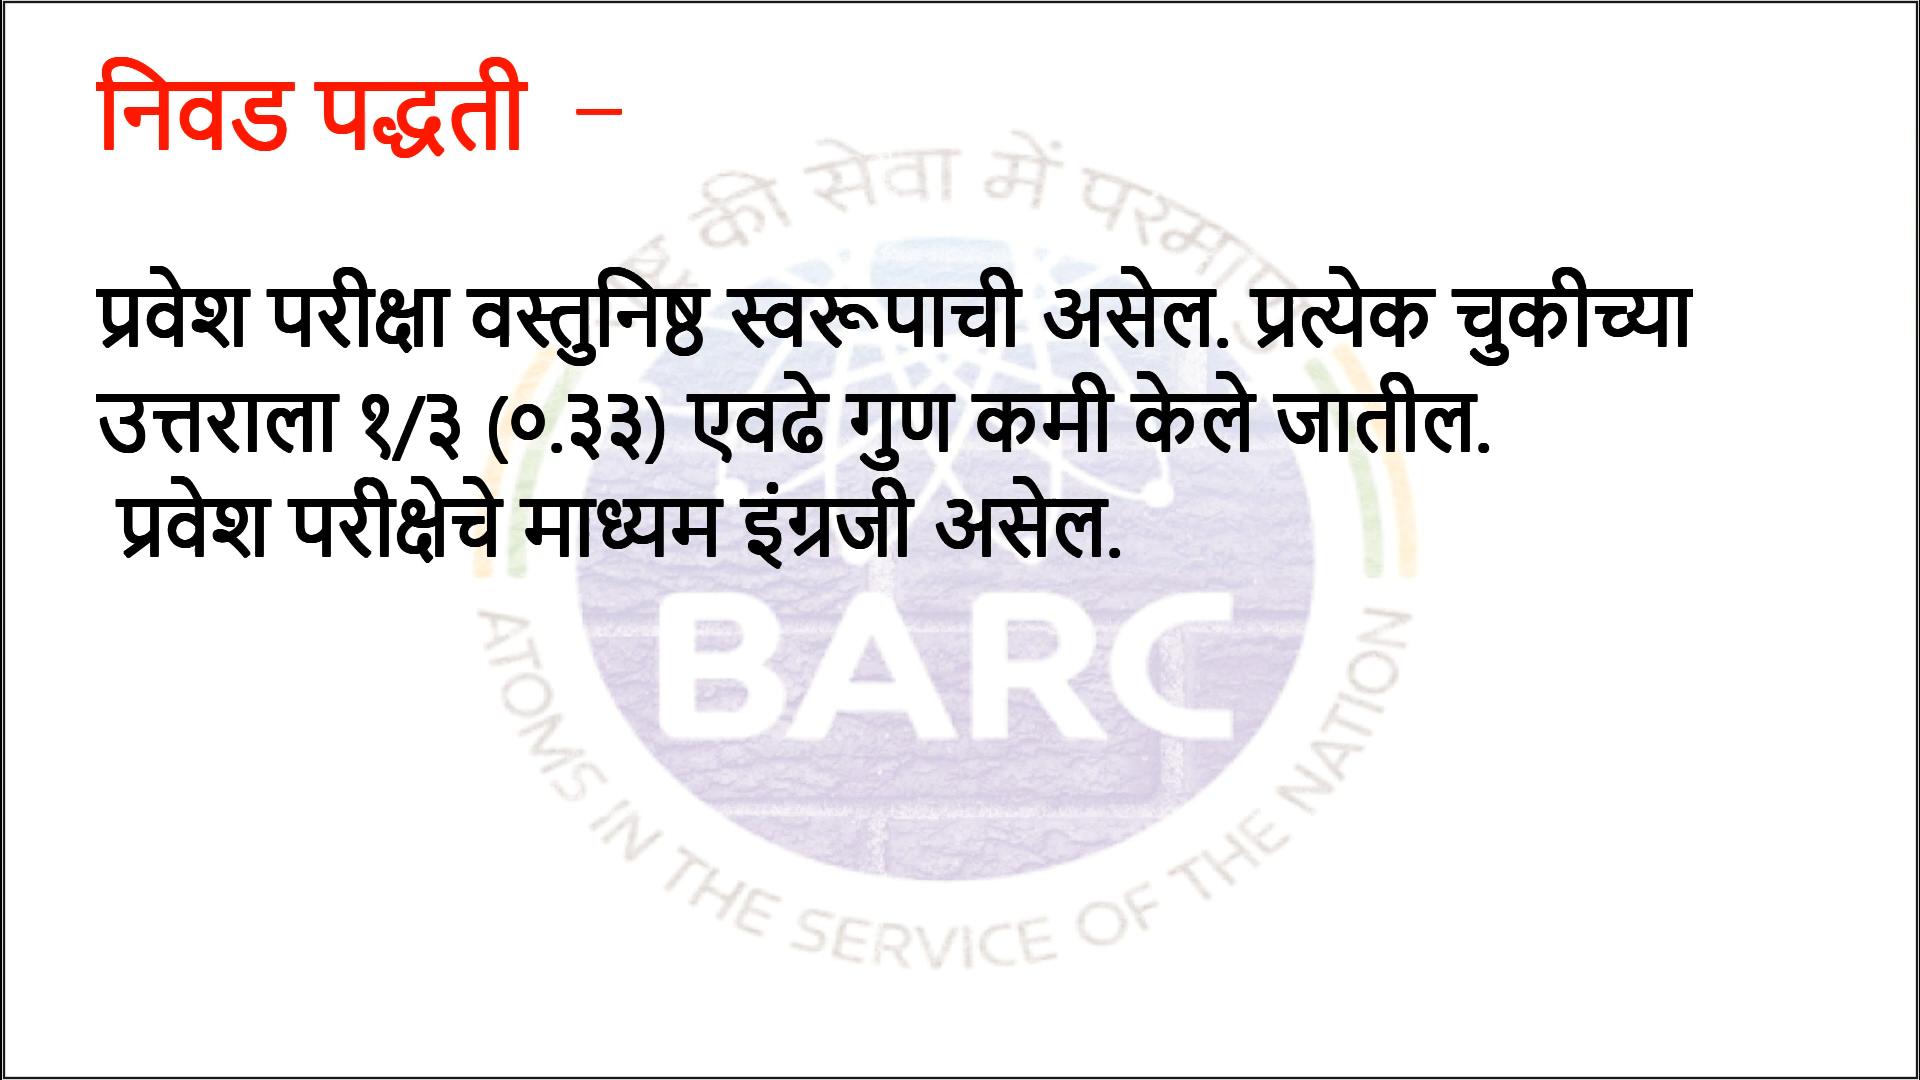 निवड पद्धती –
प्रवेश परीक्षा वस्तुनिष्ठ स्वरूपाची असेल. प्रत्येक चुकीच्या
उत्तराला १/३ (०.३३) एवढे गुण कमी केले जातील.
प्रवेश परीक्षेचे माध्यम इंग्रजी असेल.
की सेवा में परमाणु
BARC
ATOMS IN THE SERVICE OF THE NATION